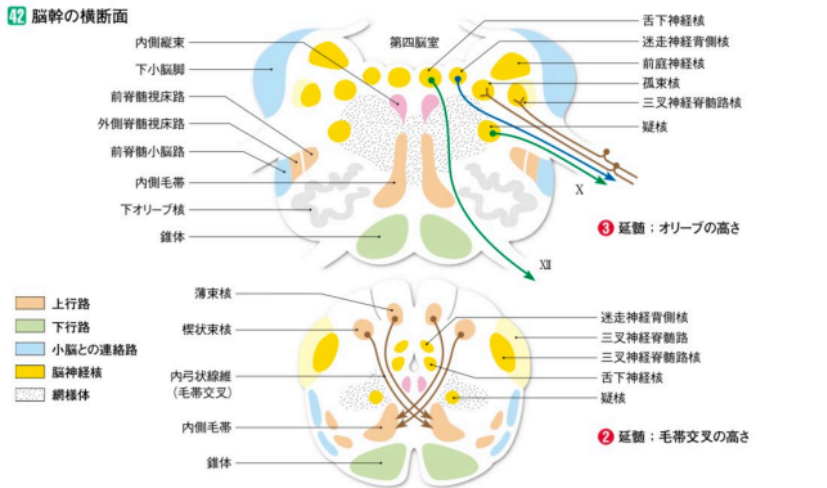 42 脳幹の横断面
内側縦束
下小脳脚
前脊髄視床路
外側脊髄視床路
前脊髄小脳路
内側毛帯
下オリーブ核
錐体
第四脳室
舌下神経核
迷走神経背側核
前庭神経核
孤束核
三叉神経脊髄路核
疑核
X
XII
3 延髄：オリーブの高さ
上行路
下行路
小脳との連絡路
脳神経核
網様体
薄束核
楔状束核
内弓状線維
(毛帯交叉)
内側毛帯
錐体
迷走神経背側核
三叉神経脊髄路
三叉神経脊髄路核
舌下神経核
疑核
2 延髄：毛帯交叉の高さ